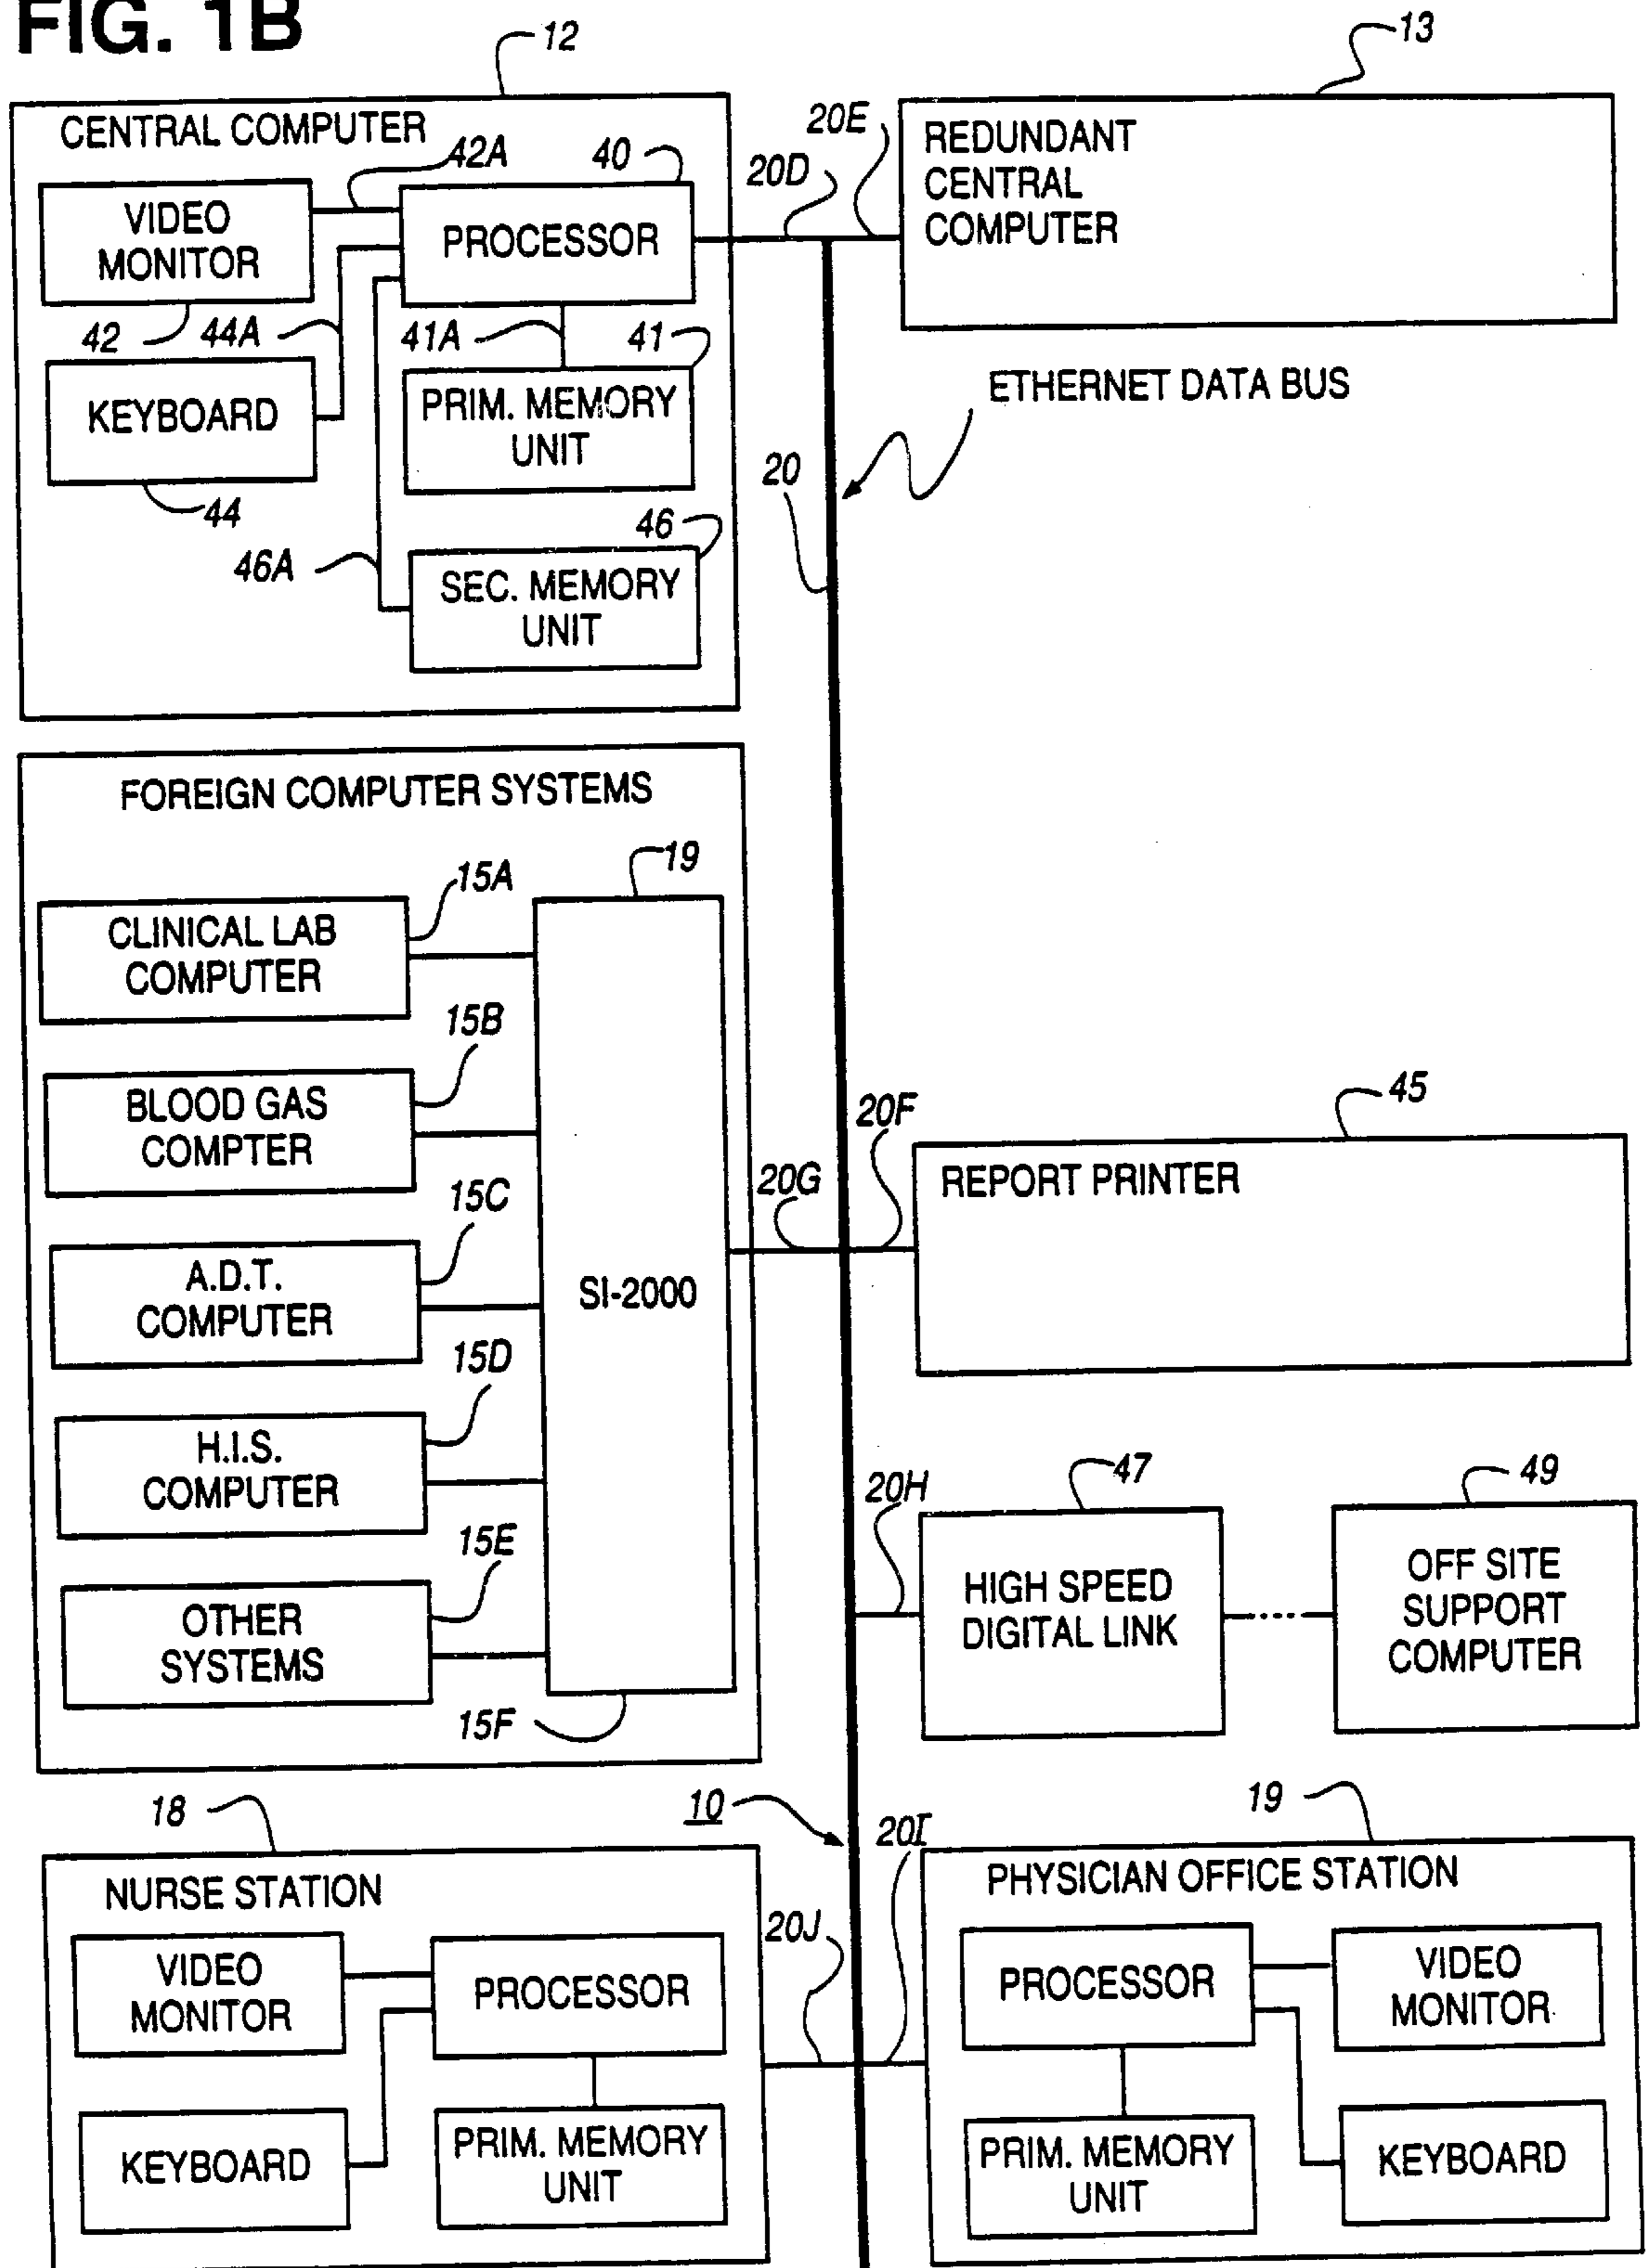 FIG. 1B
12
13
CENTRAL COMPUTER
42A
40
20D
20E
REDUNDANT
CENTRAL
COMPUTER
VIDEO
MONITOR
PROCESSOR
42
44A
41A
41
KEYBOARD
PRIM. MEMORY
UNIT
44
46A
46
SEC. MEMORY
UNIT
ETHERNET DATA BUS
20
FOREIGN COMPUTER SYSTEMS
19
15A
CLINICAL LAB
COMPUTER
15B
BLOOD GAS
COMPTER
15C
A.D.T.
COMPUTER
15D
H.I.S.
COMPUTER
15E
OTHER
SYSTEMS
15F
SI-2000
20G
20F
45
REPORT PRINTER
20H
47
49
HIGH SPEED
DIGITAL LINK
OFF SITE
SUPPORT
COMPUTER
18
10
20I
19
NURSE STATION
VIDEO
MONITOR
PROCESSOR
KEYBOARD
PRIM. MEMORY
UNIT
20J
PHYSICIAN OFFICE STATION
PROCESSOR
VIDEO
MONITOR
PRIM. MEMORY
UNIT
KEYBOARD